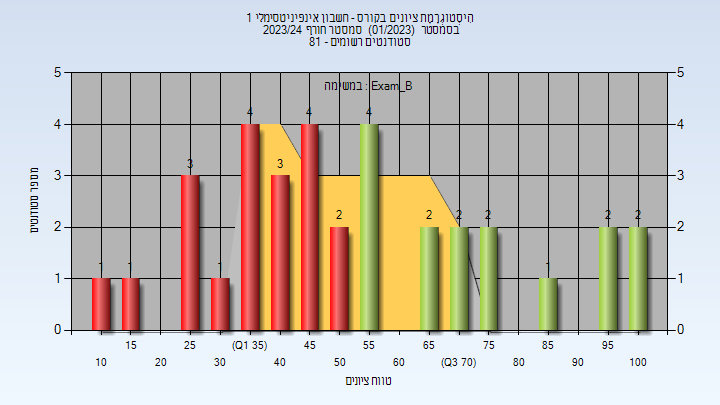 היסטוגרמת ציונים בקורס - חשבון אינפיניטסימלי 1
בסמסטר (01/2023) סמסטר חורף 2023/24
סטודנטים רשומים - 81
במשימה : Exam_B
5 5
4 4
3 3
2 2
1 1
0 0
מספר סטודנטים
1 1 3 1 4 3 4 2 4 2 2 2 1 2 2
15 25 (Q1 35) 45 55 65 75 85 95
10 20 30 40 50 60 (Q3 70) 80 90 100
טווח ציונים